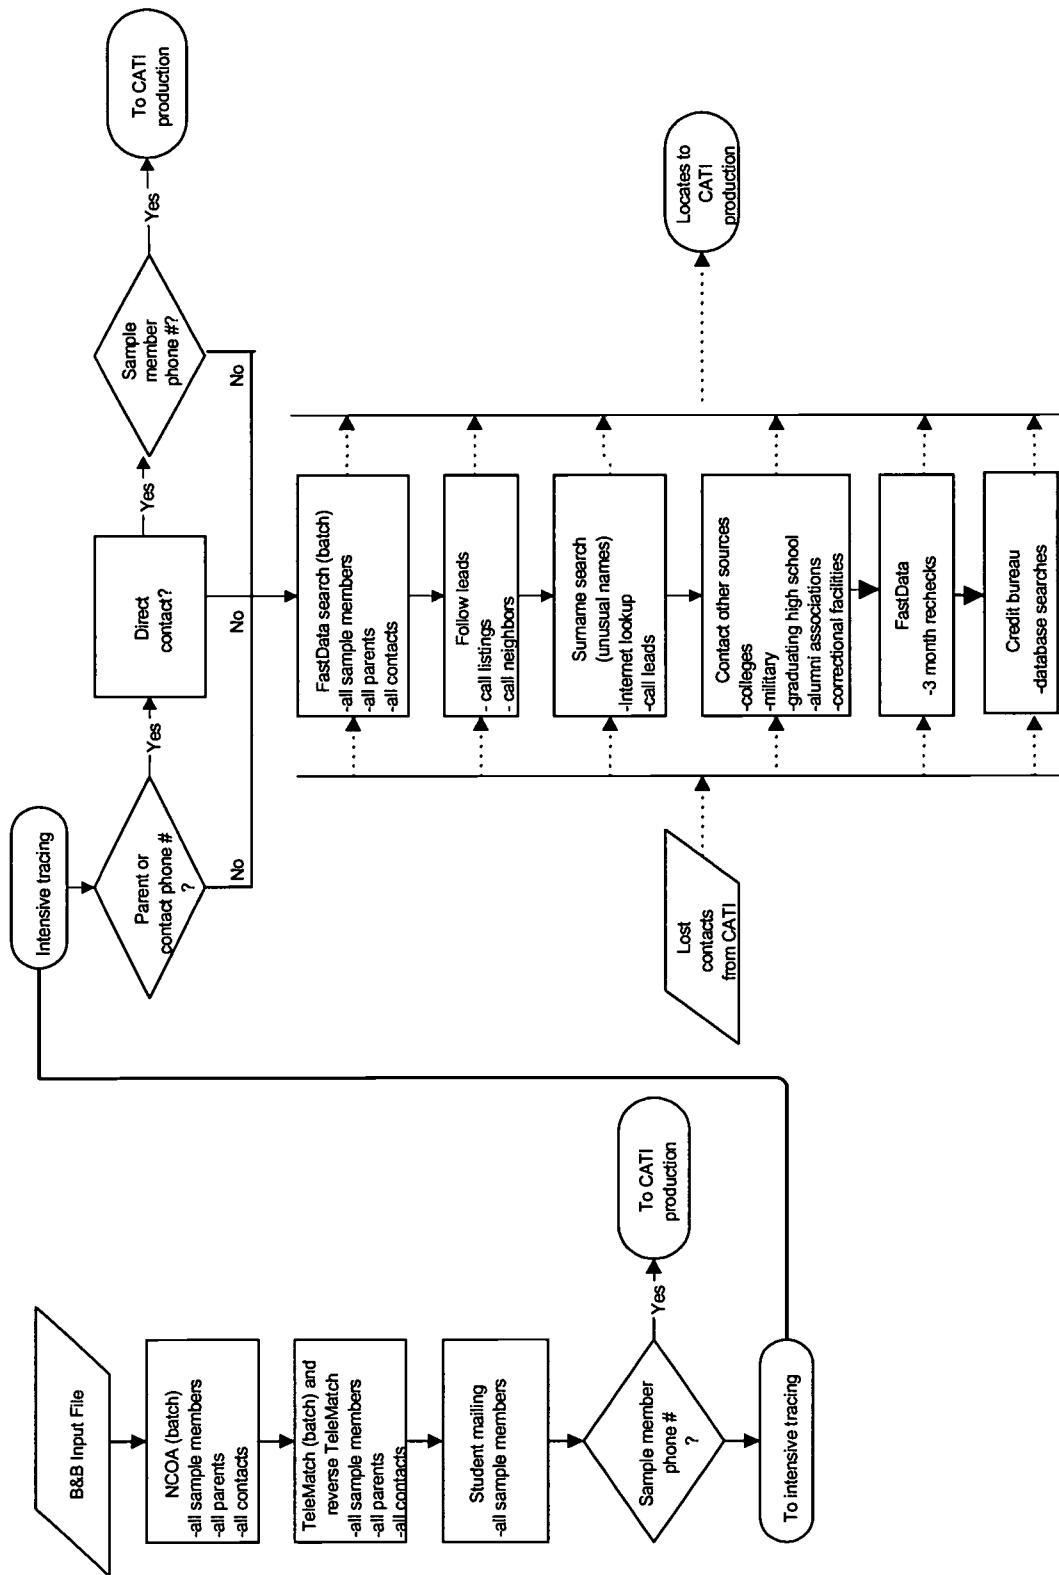 B&B Input File
NCOA (batch)
-all sample members
-all parents
-all contacts
TeleMatch (batch) and
reverse TeleMatch
-all sample members
-all parents
-all contacts
Student mailing
-all sample members
Sample member
phone #
?
Yes
To CATI
production
To intensive tracing
Intensive tracing
Parent or
contact phone #
?
Yes
No
Direct
contact?
Yes
No
Sample
member
phone #?
Yes
No
To CATI
production
FastData search (batch)
-all sample members
-all parents
-all contacts
Follow leads
- call listings
- call neighbors
Surname search
(unusual names)
-Internet lookup
-call leads
Contact other sources
-colleges
-military
-graduating high school
-alumni associations
-correctional facilities
FastData
-3 month rechecks
Credit bureau
-database searches
Lost
contacts
from CATI
Locates to
CATI
production